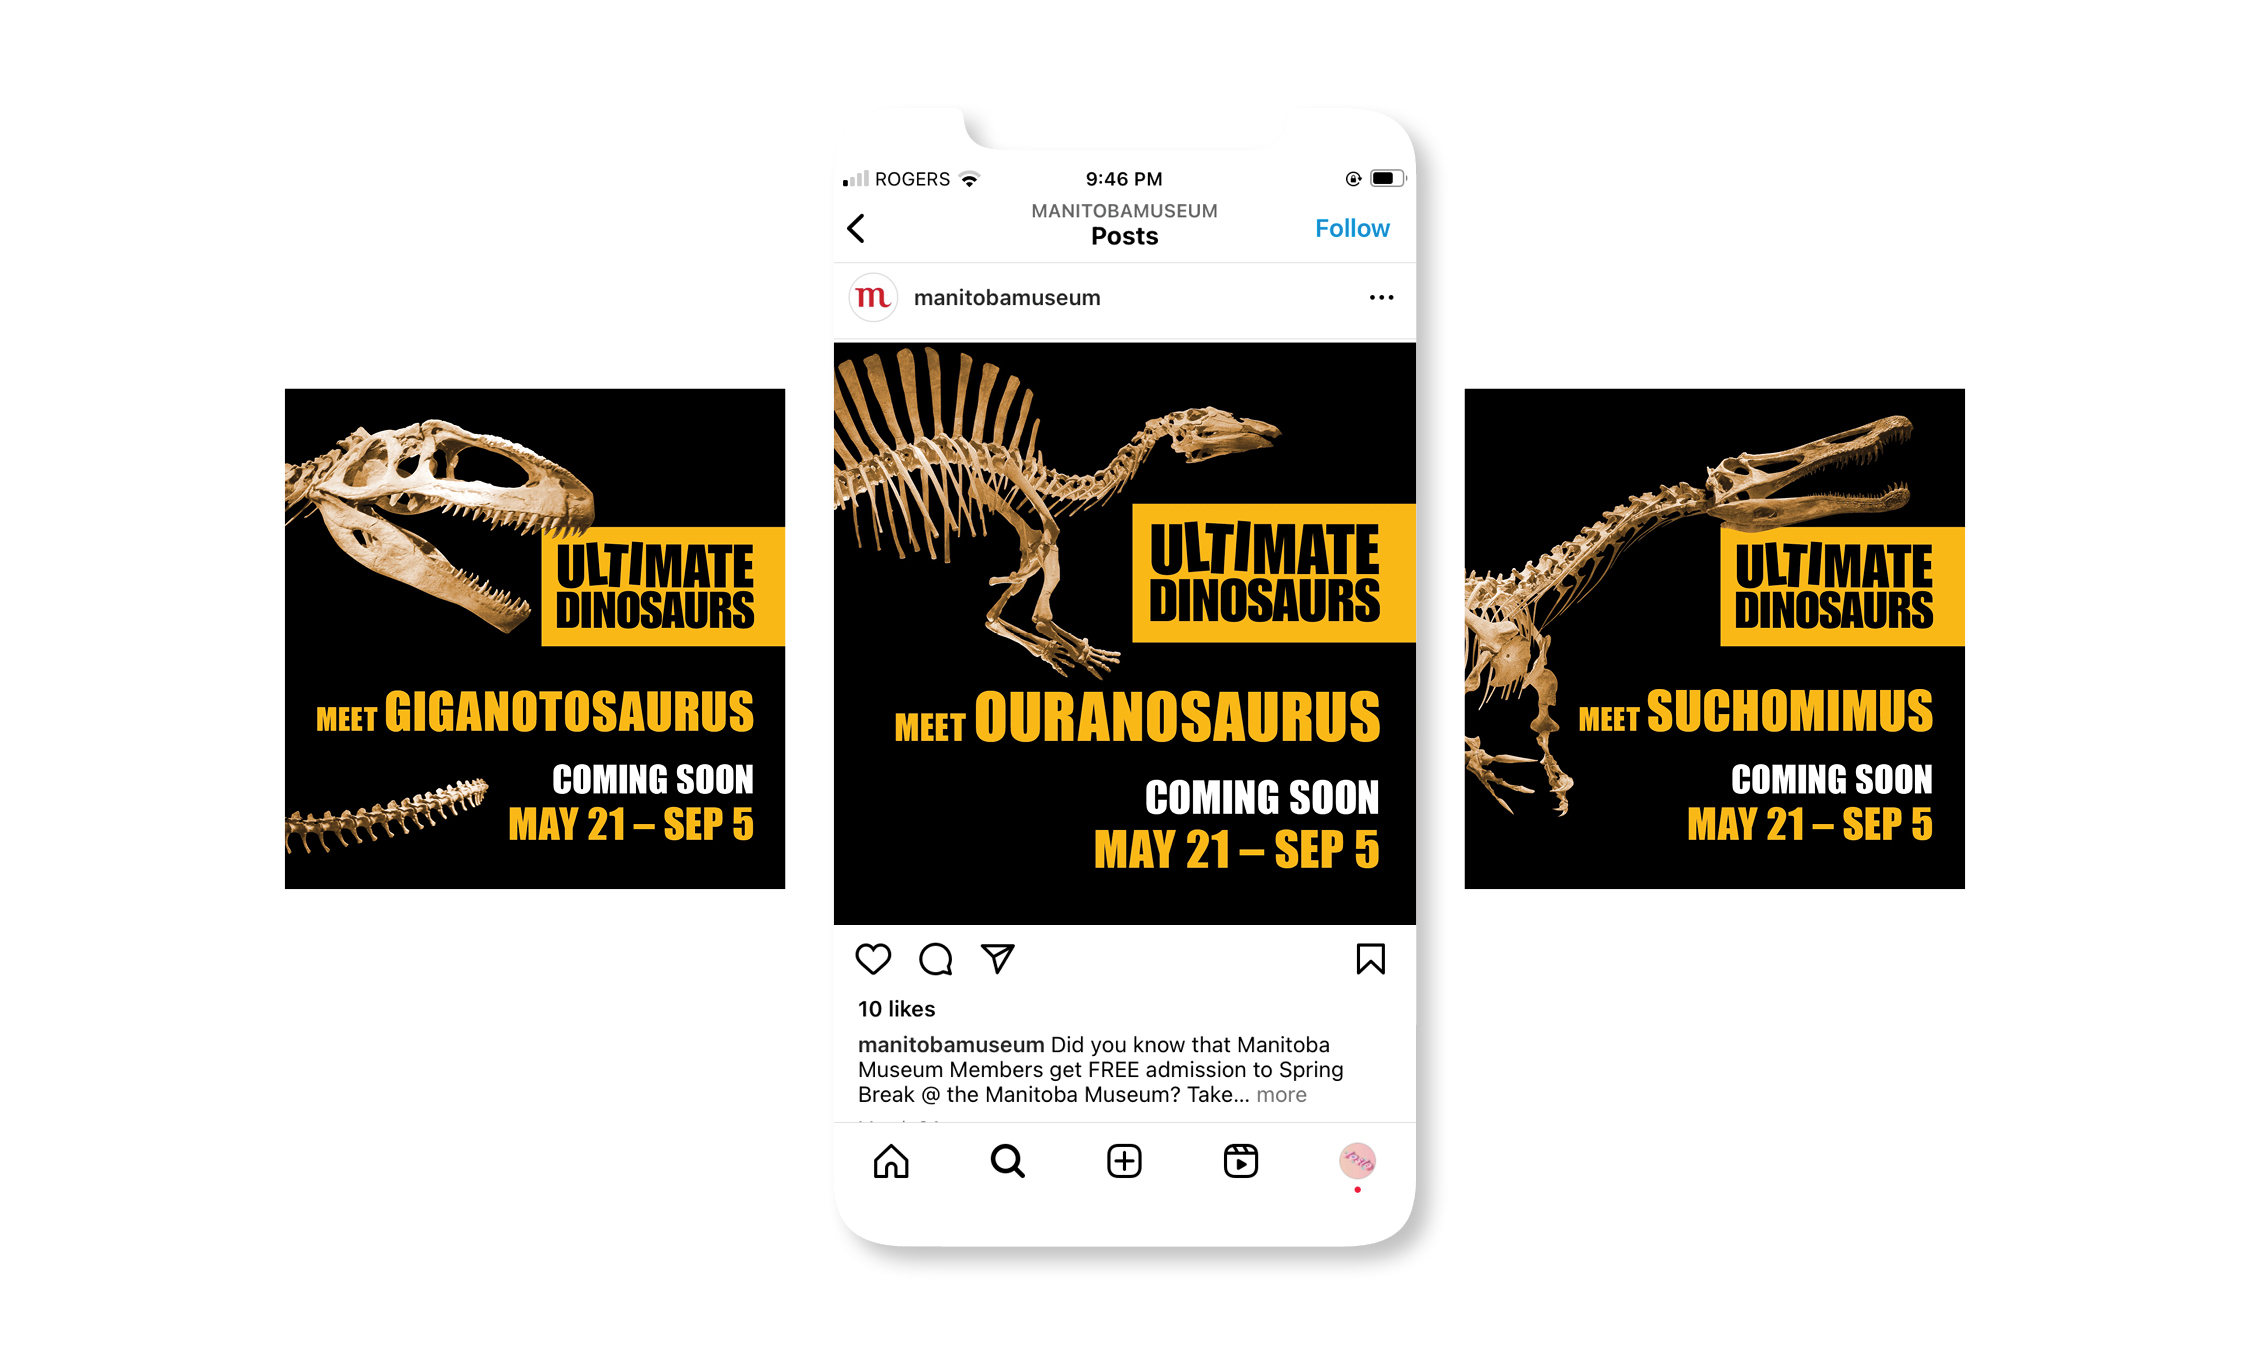 ULTIMATE
DINOSAURS
MEET GIGANOTOSAURUS
COMING SOON
MAY 21 – SEP 5
ROGERS
9:46 PM
MANITOBAMUSEUM
Posts
Follow
m
manitobamuseum
ULTIMATE
DINOSAURS
MEET OURANOSAURUS
COMING SOON
MAY 21 – SEP 5
10 likes
manitobamuseum Did you know that Manitoba
Museum Members get FREE admission to Spring
Break @ the Manitoba Museum? Take... more
ULTIMATE
DINOSAURS
MEET SUCHOMIMUS
COMING SOON
MAY 21 – SEP 5